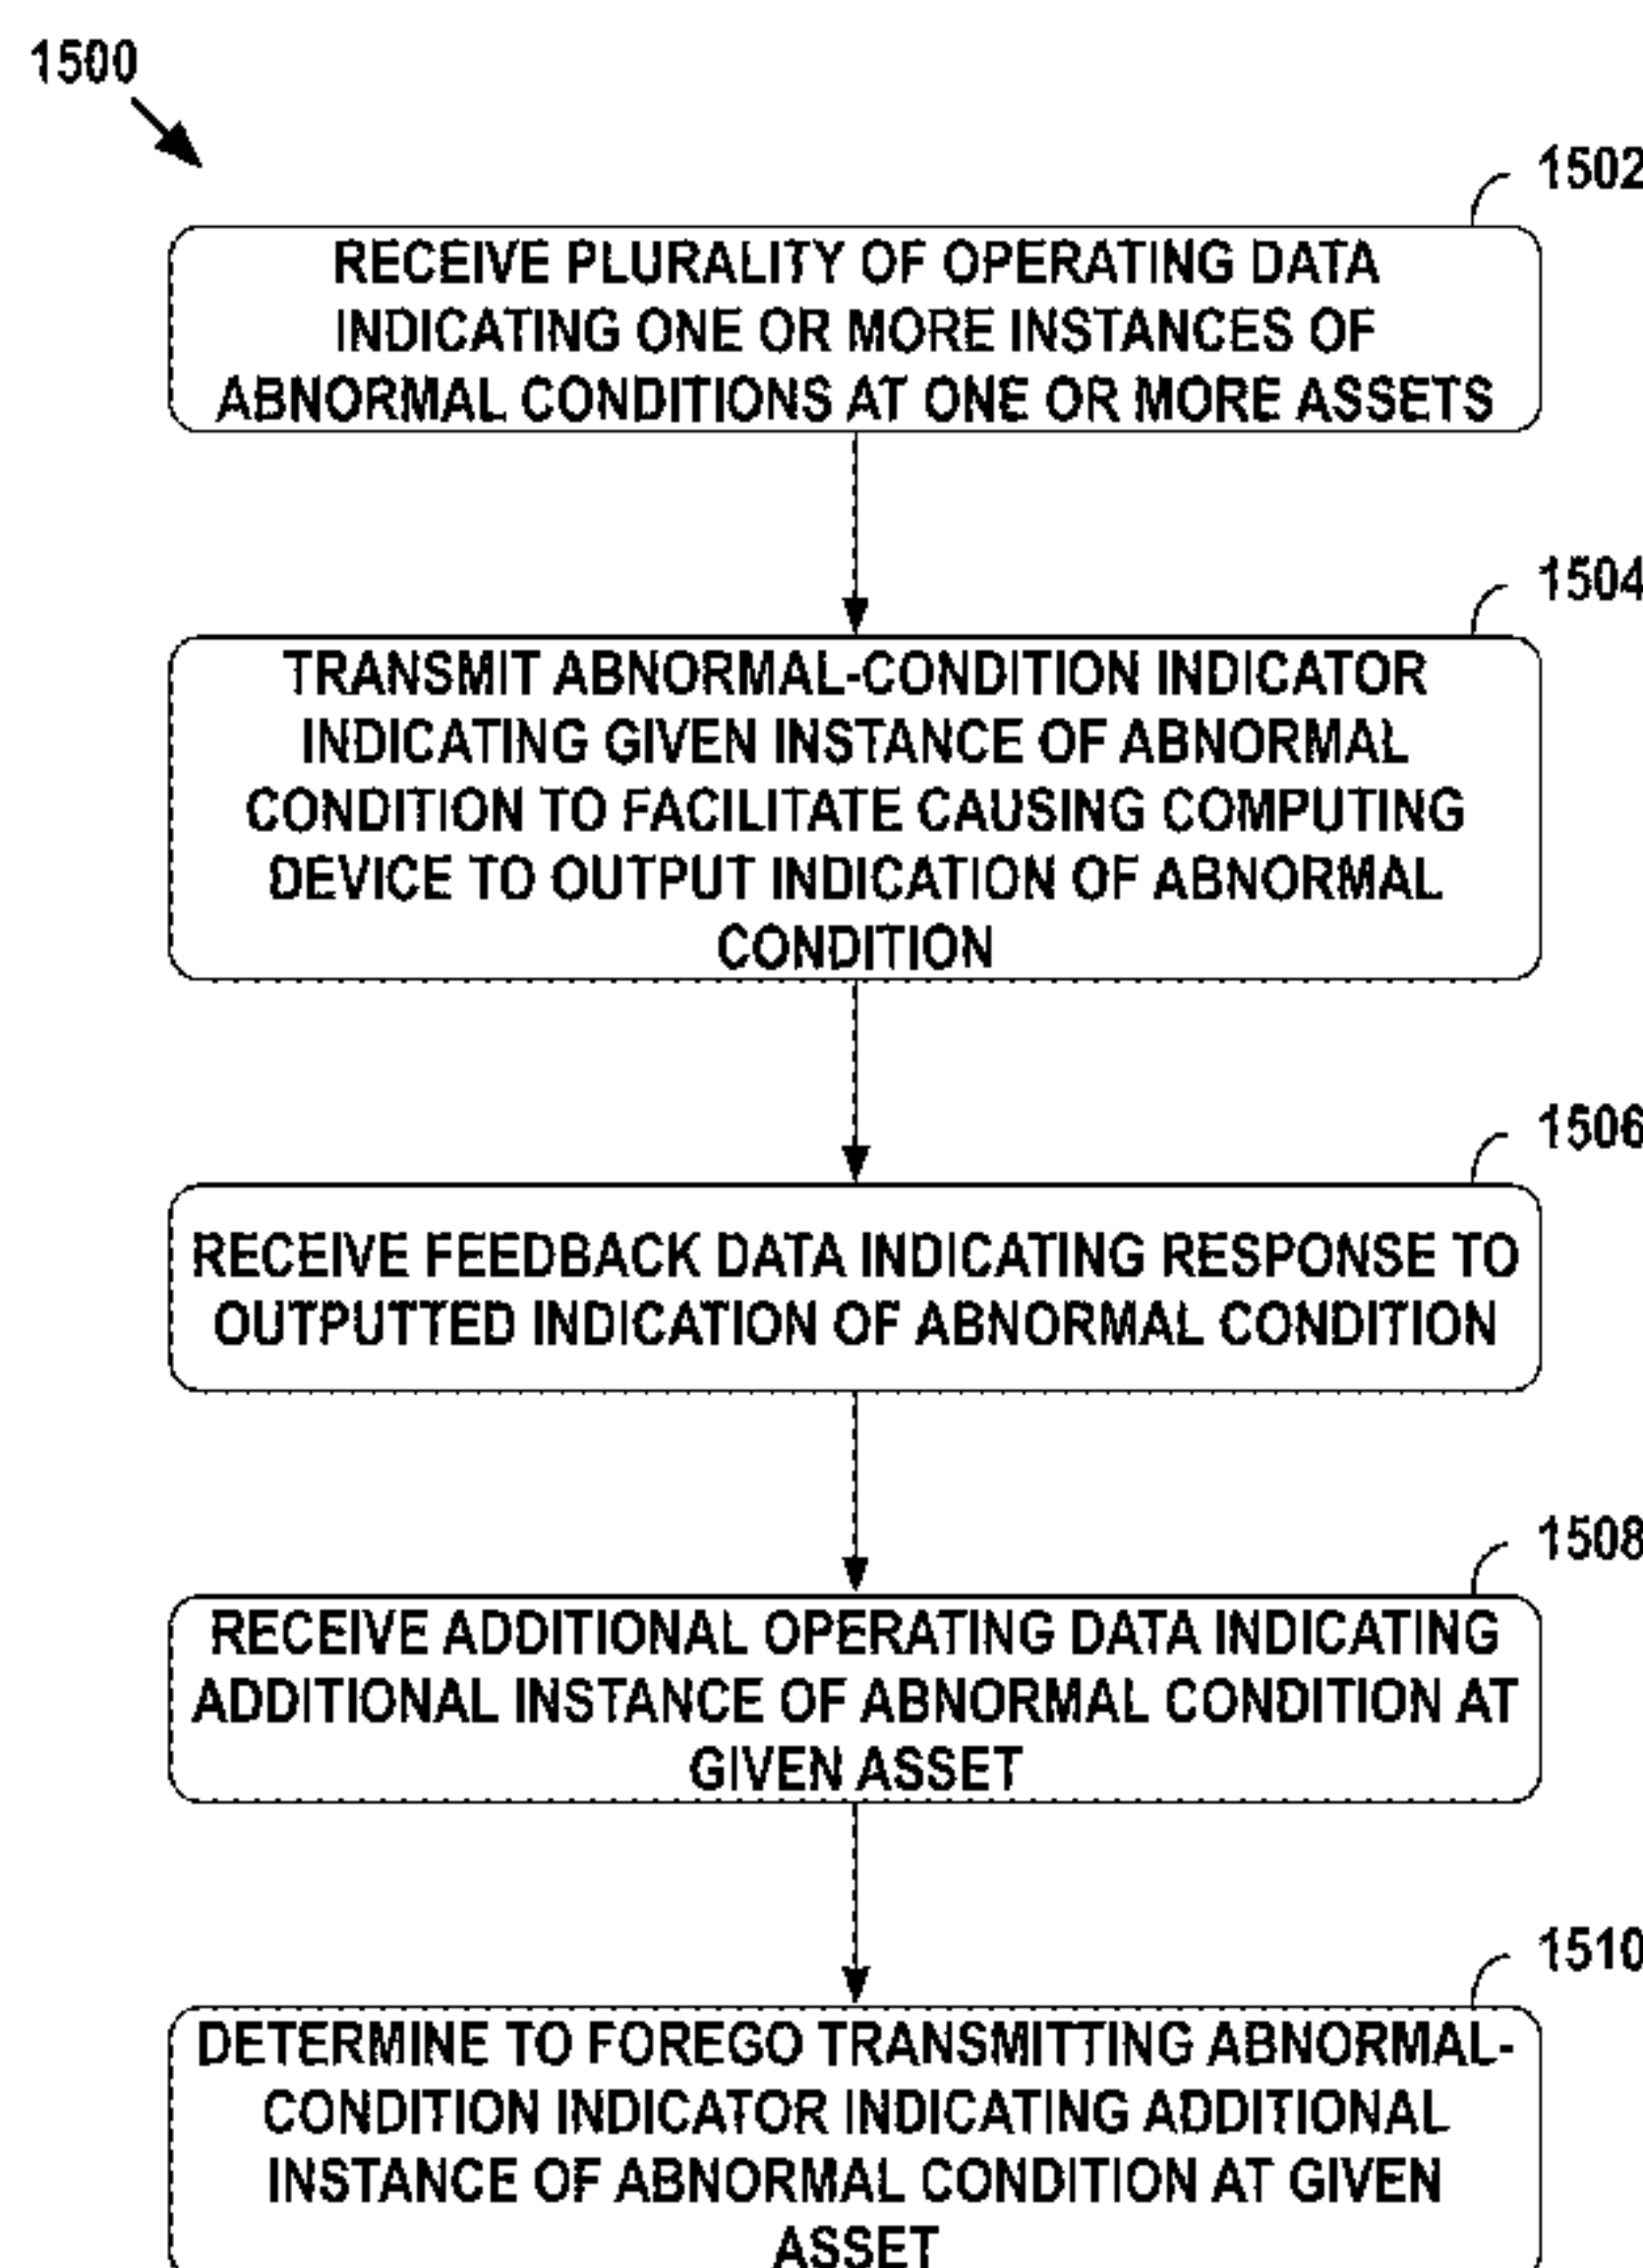 1500
1502
RECEIVE PLURALITY OF OPERATING DATA
INDICATING ONE OR MORE INSTANCES OF
ABNORMAL CONDITIONS AT ONE OR MORE ASSETS
1504
TRANSMIT ABNORMAL-CONDITION INDICATOR
INDICATING GIVEN INSTANCE OF ABNORMAL
CONDITION TO FACILITATE CAUSING COMPUTING
DEVICE TO OUTPUT INDICATION OF ABNORMAL
CONDITION
1506
RECEIVE FEEDBACK DATA INDICATING RESPONSE TO
OUTPUTTED INDICATION OF ABNORMAL CONDITION
1508
RECEIVE ADDITIONAL OPERATING DATA INDICATING
ADDITIONAL INSTANCE OF ABNORMAL CONDITION AT
GIVEN ASSET
1510
DETERMINE TO FOREGO TRANSMITTING ABNORMAL-
CONDITION INDICATOR INDICATING ADDITIONAL
INSTANCE OF ABNORMAL CONDITION AT GIVEN
ASSET